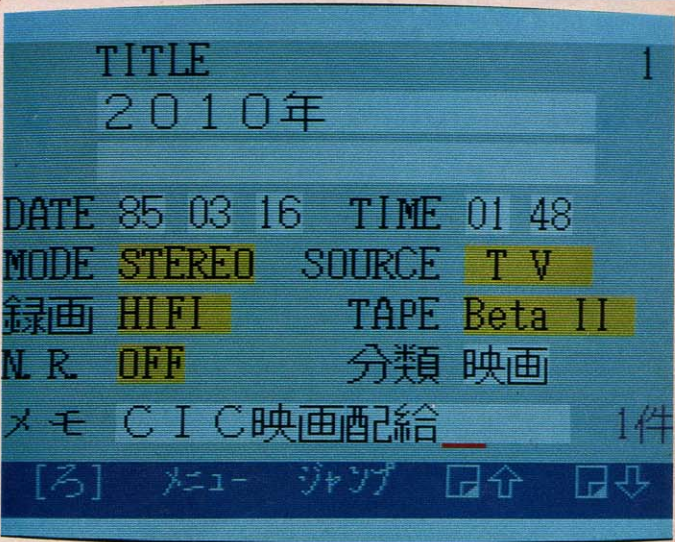 TITLE 1
2010年
DATE 85 03 16 TIME 01 48
MODE STEREO SOURCE TV
録画 HIFI TAPE Beta II
N.R. OFF 分類 映画
メモ CIC映画配給_ 1件
[ろ] メニュー ジャンプ ⇧ ⇩